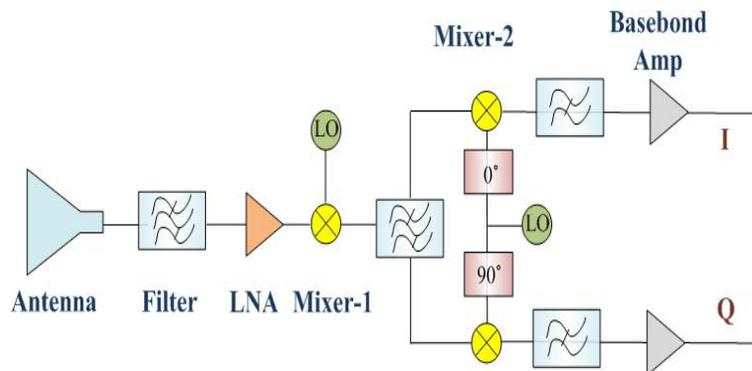 Mixer-2
Basebond
Amp
LO
I
0°
LO
90°
Antenna
Filter
LNA
Mixer-1
Q